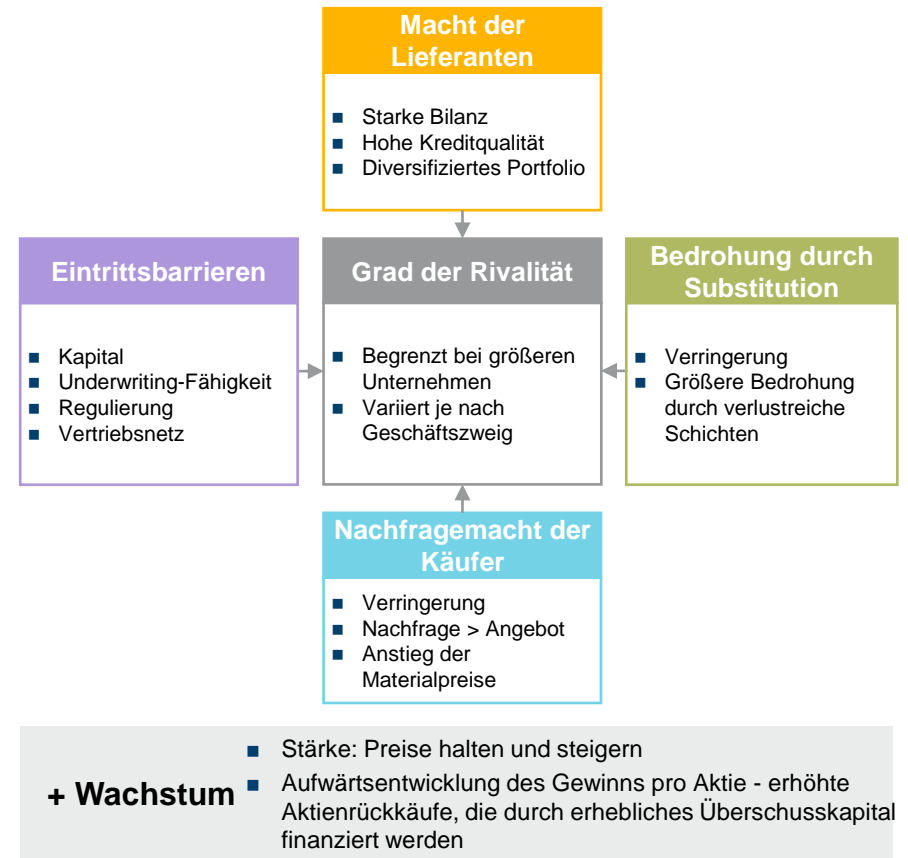 Macht der
Lieferanten
Starke Bilanz
Hohe Kreditqualität
Diversifiziertes Portfolio
Eintrittsbarrieren
Kapital
Underwriting-Fähigkeit
Regulierung
Vertriebsnetz
Grad der Rivalität
Begrenzt bei größeren
Unternehmen
Variiert je nach
Geschäftszweig
Bedrohung durch
Substitution
Verringerung
Größere Bedrohung
durch verlustreiche
Schichten
Nachfragemacht der
Käufer
Verringerung
Nachfrage > Angebot
Anstieg der
Materialpreise
+ Wachstum
Stärke: Preise halten und steigern
Aufwärtsentwicklung des Gewinns pro Aktie - erhöhte
Aktienrückkäufe, die durch erhebliches Überschusskapital
finanziert werden